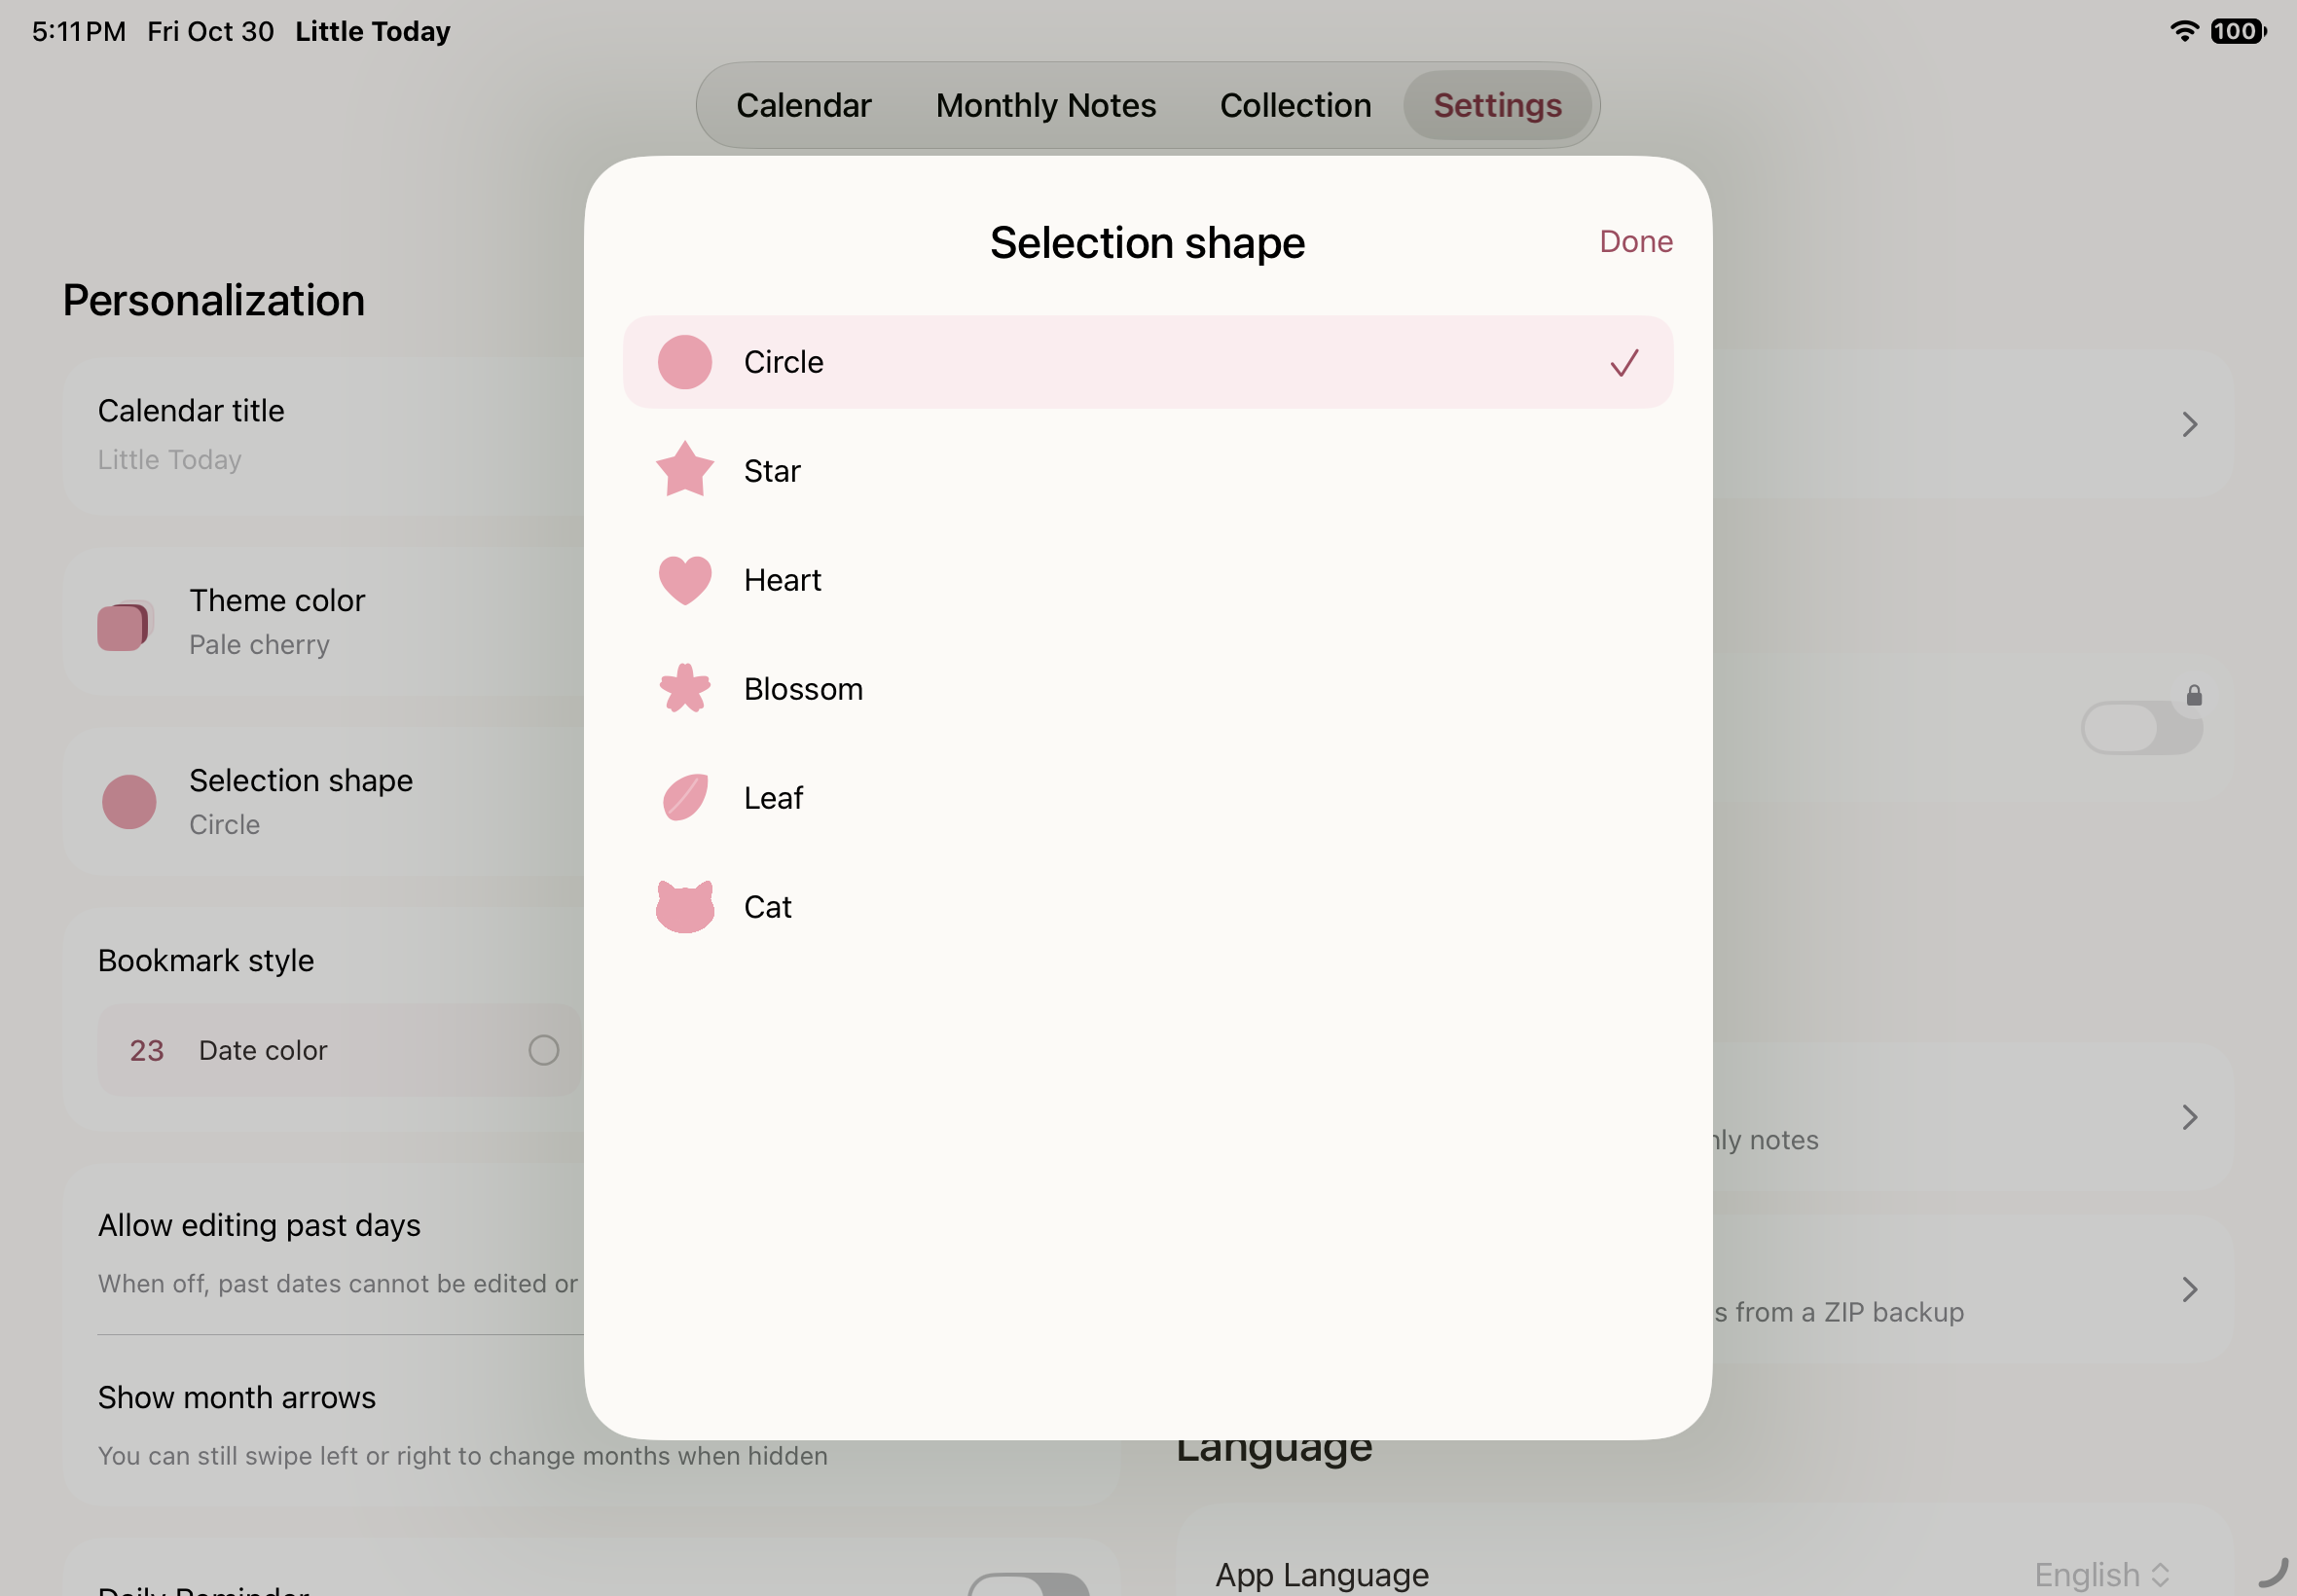 5:11 PM Fri Oct 30 Little Today
100
Calendar Monthly Notes Collection Settings
Selection shape
Done
Circle
Star
Heart
Blossom
Leaf
Cat
Personalization
Calendar title
Little Today
Theme color
Pale cherry
Selection shape
Circle
Bookmark style
23 Date color
Allow editing past days
When off, past dates cannot be edited or
Show month arrows
You can still swipe left or right to change months when hidden
Daily Reminder
notes
from a ZIP backup
Language
App Language
English